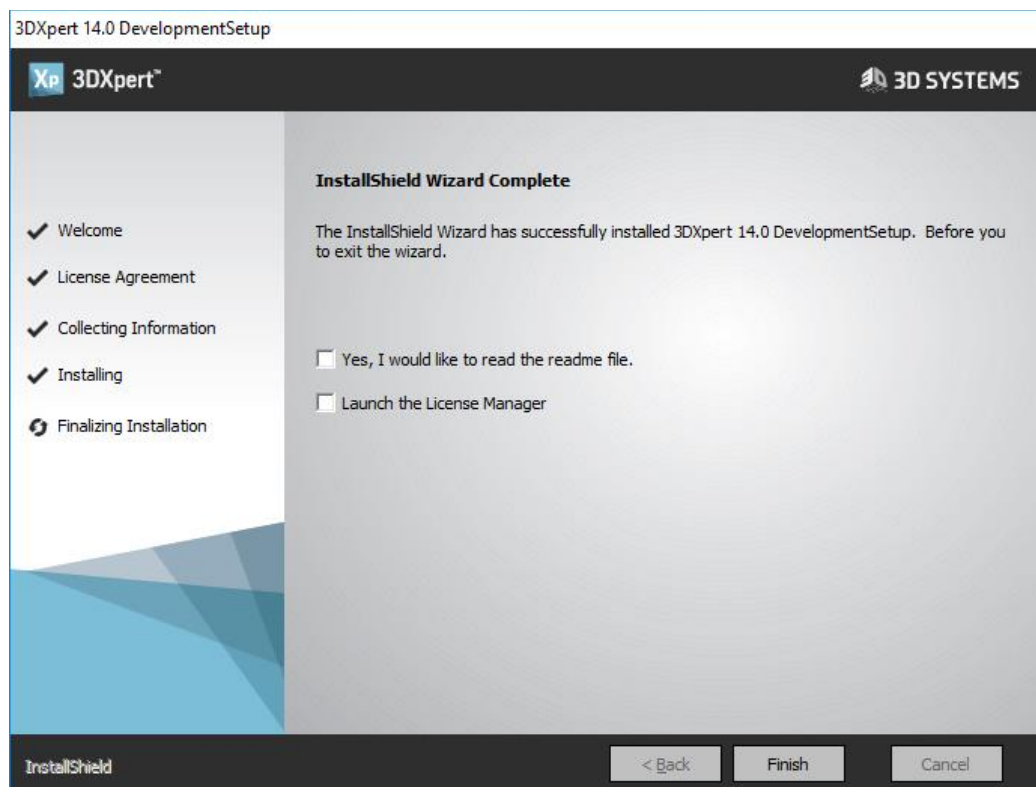 3DXpert 14.0 DevelopmentSetup
Xp 3DXpert™
3D SYSTEMS
Welcome
License Agreement
Collecting Information
Installing
Finalizing Installation
InstallShield Wizard Complete
The InstallShield Wizard has successfully installed 3DXpert 14.0 DevelopmentSetup. Before you
to exit the wizard.
Yes, I would like to read the readme file.
Launch the License Manager
InstallShield
< Back
Finish
Cancel